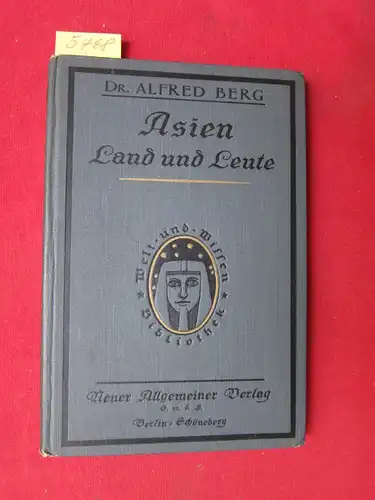 5468
DR. ALFRED BERG
Asien
Land und Leute
Welt-und-Wissen
Bibliothek
Neuer Allgemeiner Verlag
G.m.b.H.
Berlin-Schöneberg